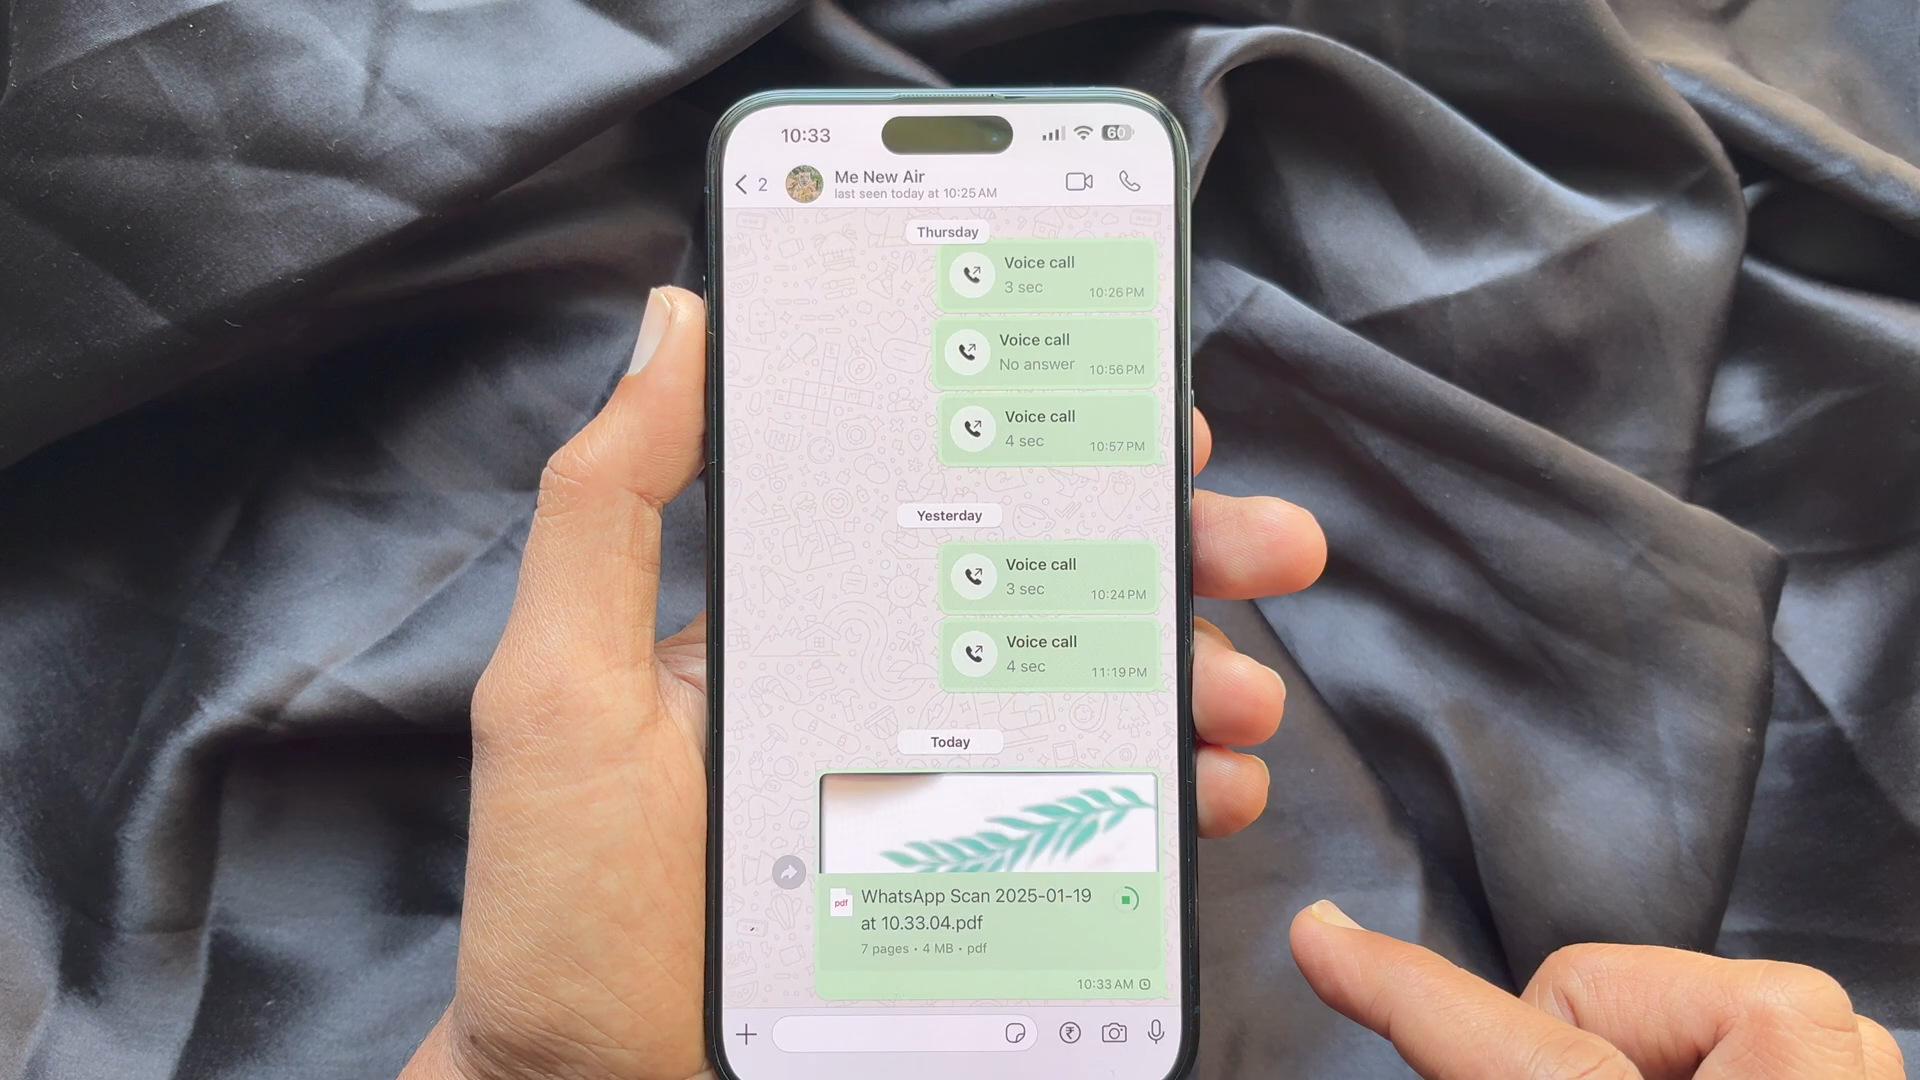 10:33
60
2
Me New Air
last seen today at 10:25 AM
Thursday
Voice call
3 sec
10:26 PM
Voice call
No answer
10:56 PM
Voice call
4 sec
10:57 PM
Yesterday
Voice call
3 sec
10:24 PM
Voice call
4 sec
11:19 PM
Today
pdf
WhatsApp Scan 2025-01-19
at 10.33.04.pdf
7 pages • 4 MB • pdf
10:33 AM
₹